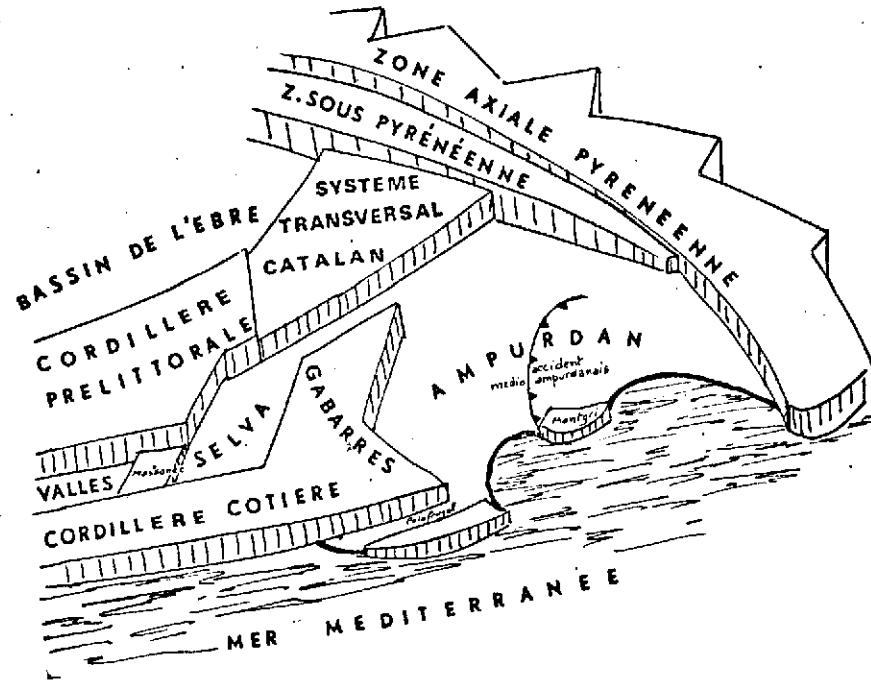 ZONE AXIALE PYRENEENNE
Z. SOUS PYRÉNÉENNE
SYSTEME
TRANSVERSAL
CATALAN
BASSIN DE L'EBRE
CORDILLERE
PRELITTORALE
AMPURDAN
accident
medio ampurdanais
Montgri
GABARRES
SELVA
VALLES
CORDILLERE COTIERE
Palafrugel
MER MEDITERRANEE